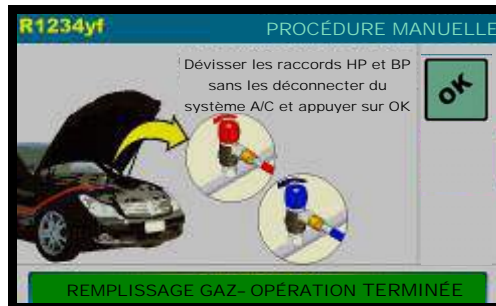 R1234yf PROCÉDURE MANUELLE
Dévisser les raccords HP et BP
sans les déconnecter du
système A/C et appuyer sur OK
OK
REMPLISSAGE GAZ- OPÉRATION TERMINÉE